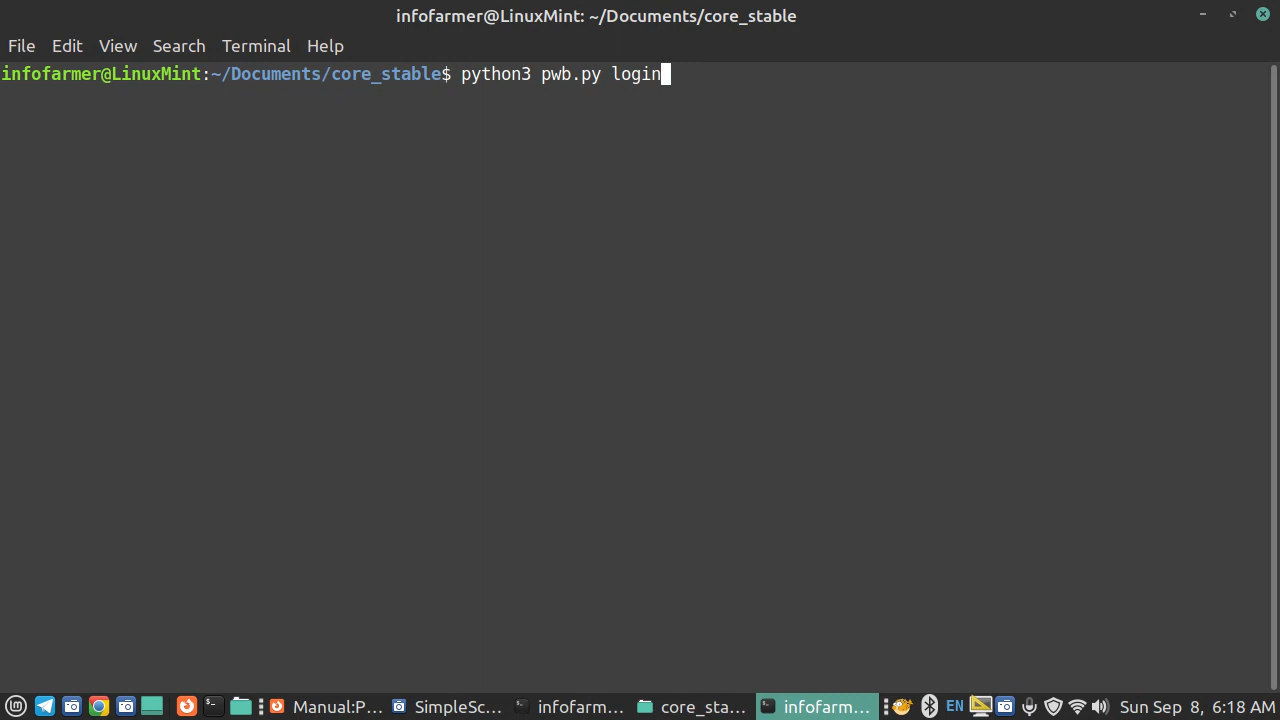 infofarmer@LinuxMint: ~/Documents/core_stable
File Edit View Search Terminal Help
infofarmer@LinuxMint:~/Documents/core_stable$ python3 pwb.py login
Manual:P... SimpleSc... infofarm... core_sta... infofarm... EN Sun Sep 8, 6:18 AM